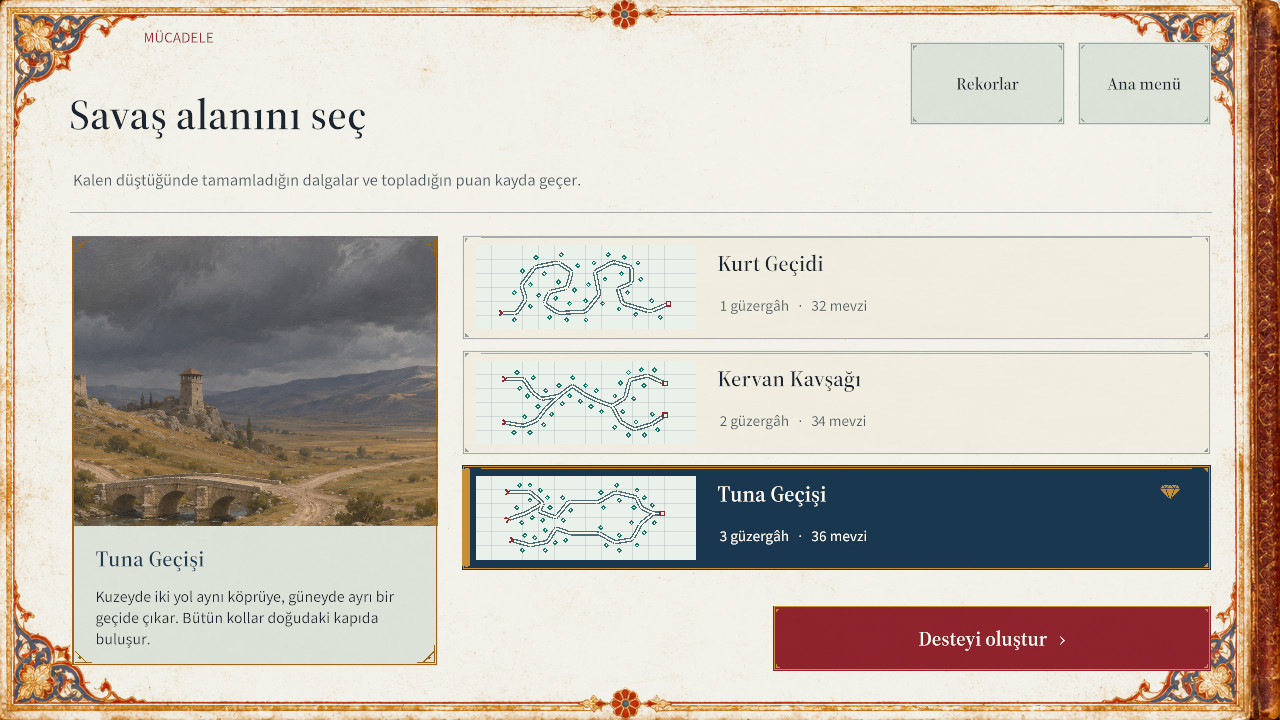 MÜCADELE
Rekorlar
Ana menü
Savaş alanını seç
Kalen düştüğünde tamamladığın dalgalar ve topladığın puan kayda geçer.
Kurt Geçidi
1 güzergâh · 32 mevzi
Kervan Kavşağı
2 güzergâh · 34 mevzi
Tuna Geçişi
3 güzergâh · 36 mevzi
Tuna Geçişi
Kuzeyde iki yol aynı köprüye, güneyde ayrı bir
geçide çıkar. Bütün kollar doğudaki kapıda
buluşur.
Desteyi oluştur ›